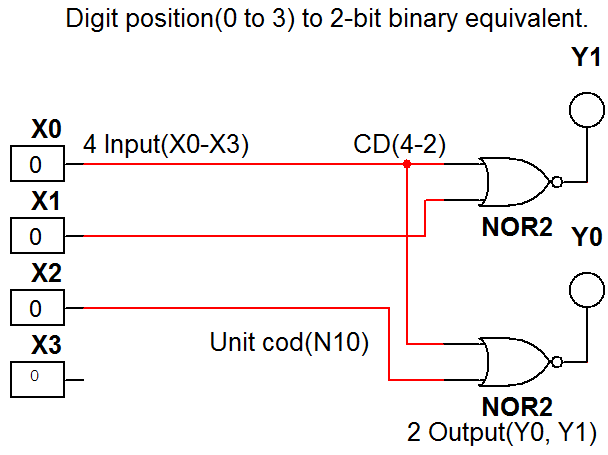 Digit position(0 to 3) to 2-bit binary equivalent.
Y1
X0
4 Input(X0-X3)
CD(4-2)
0
X1
NOR2
Y0
0
X2
0
X3
Unit cod(N10)
0
NOR2
2 Output(Y0, Y1)